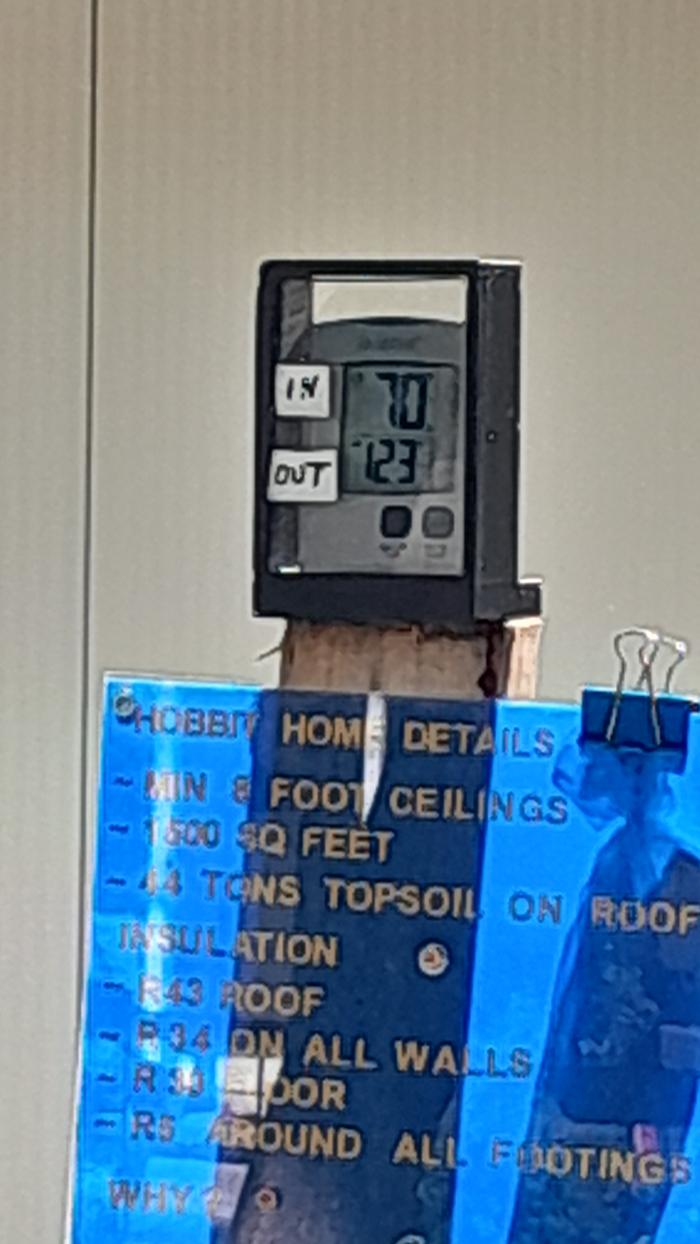 IN 70
OUT 123
HOBBIT HOME DETAILS
~ MIN 8 FOOT CEILINGS
~ 1500 SQ FEET
~ 44 TONS TOPSOIL ON ROOF
INSULATION
~ R43 ROOF
~ R34 ON ALL WALLS
~ R30 FLOOR
~ R5 AROUND ALL FOOTINGS
WHY?